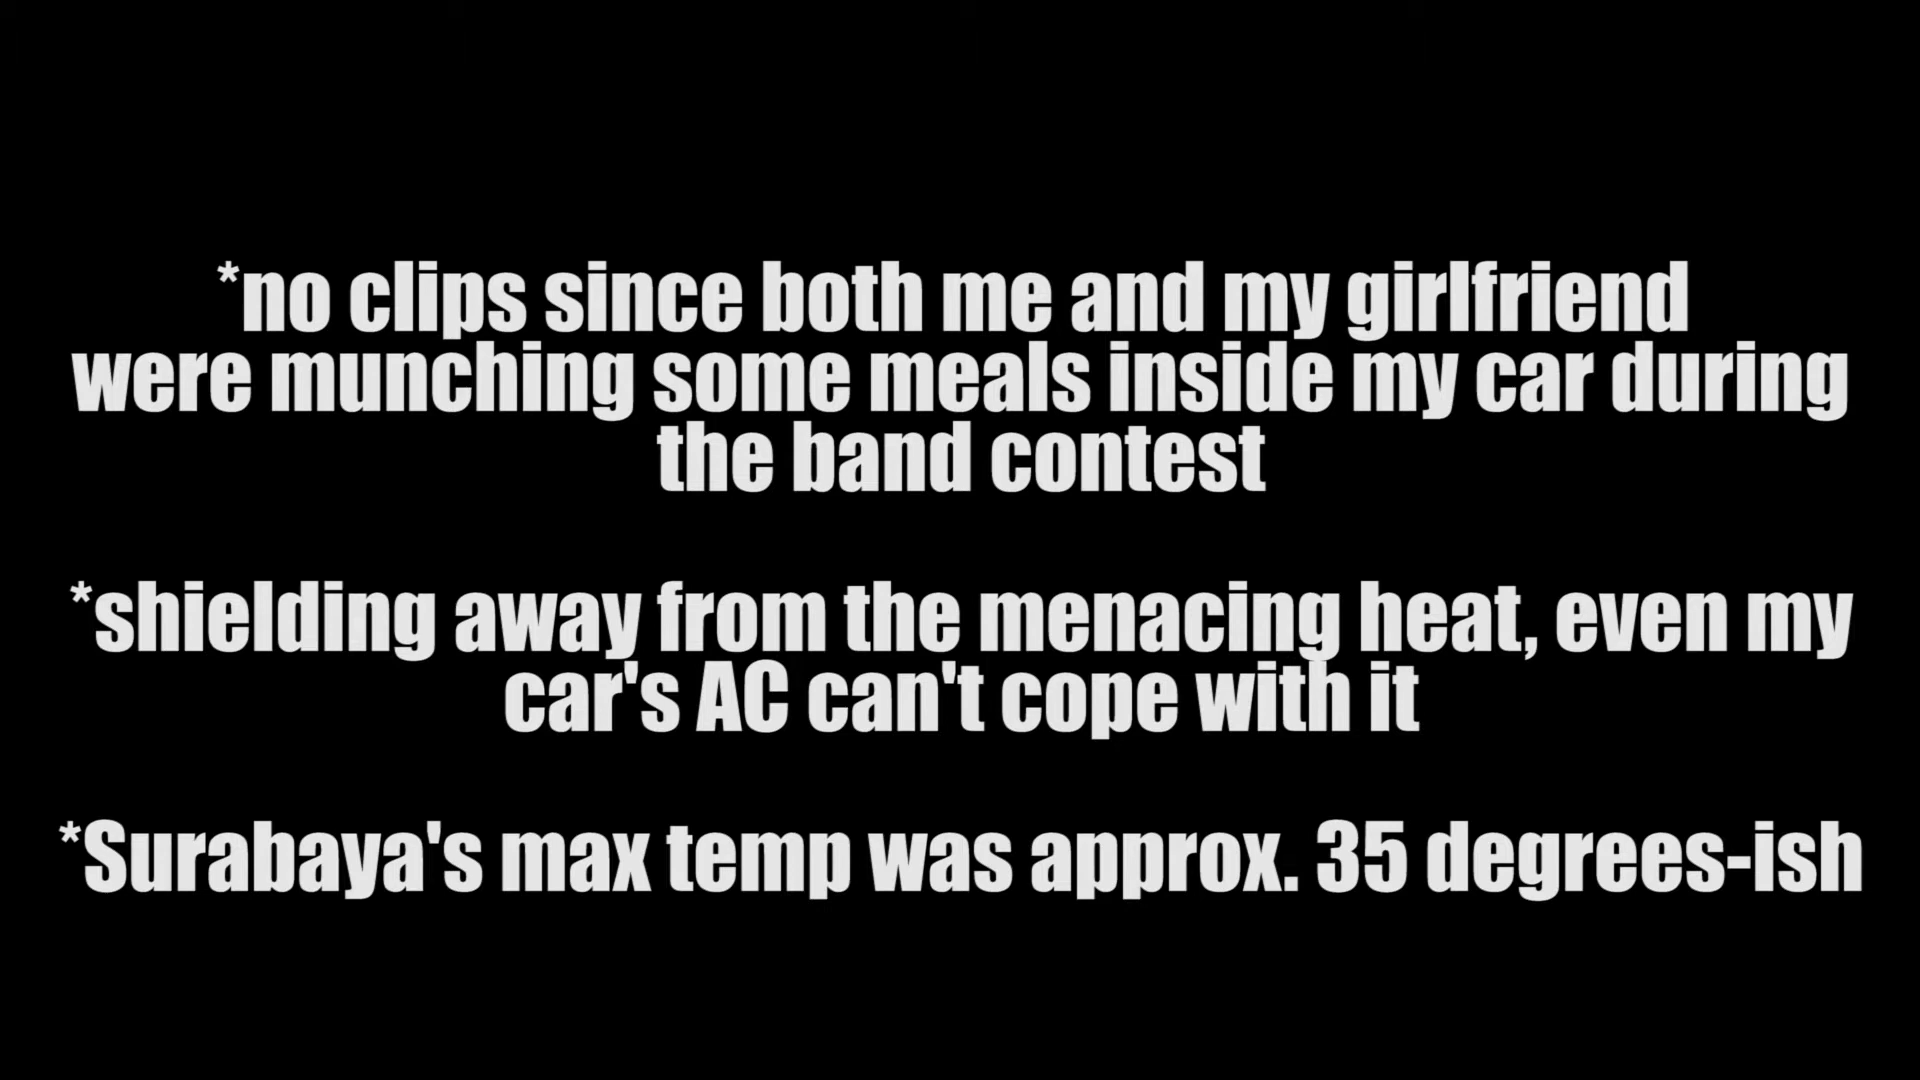 *no clips since both me and my girlfriend
were munching some meals inside my car during
the band contest
*shielding away from the menacing heat, even my
car's AC can't cope with it
*Surabaya's max temp was approx. 35 degrees-ish